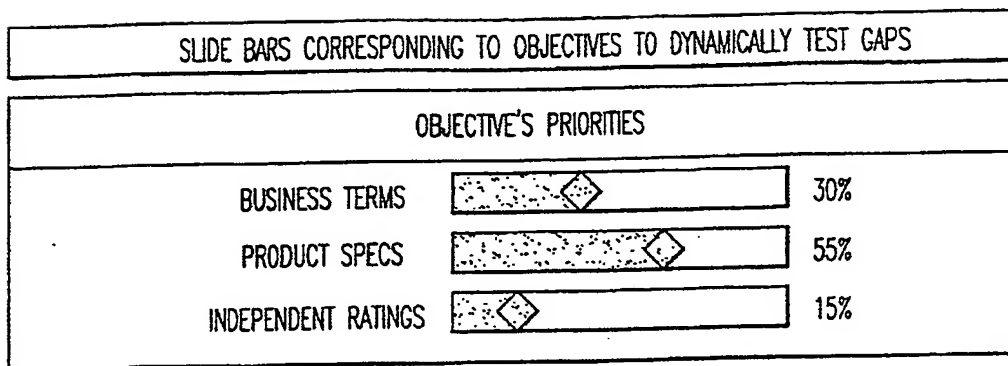 SLIDE BARS CORRESPONDING TO OBJECTIVES TO DYNAMICALLY TEST GAPS
OBJECTIVE'S PRIORITIES
BUSINESS TERMS 30%
PRODUCT SPECS 55%
INDEPENDENT RATINGS 15%